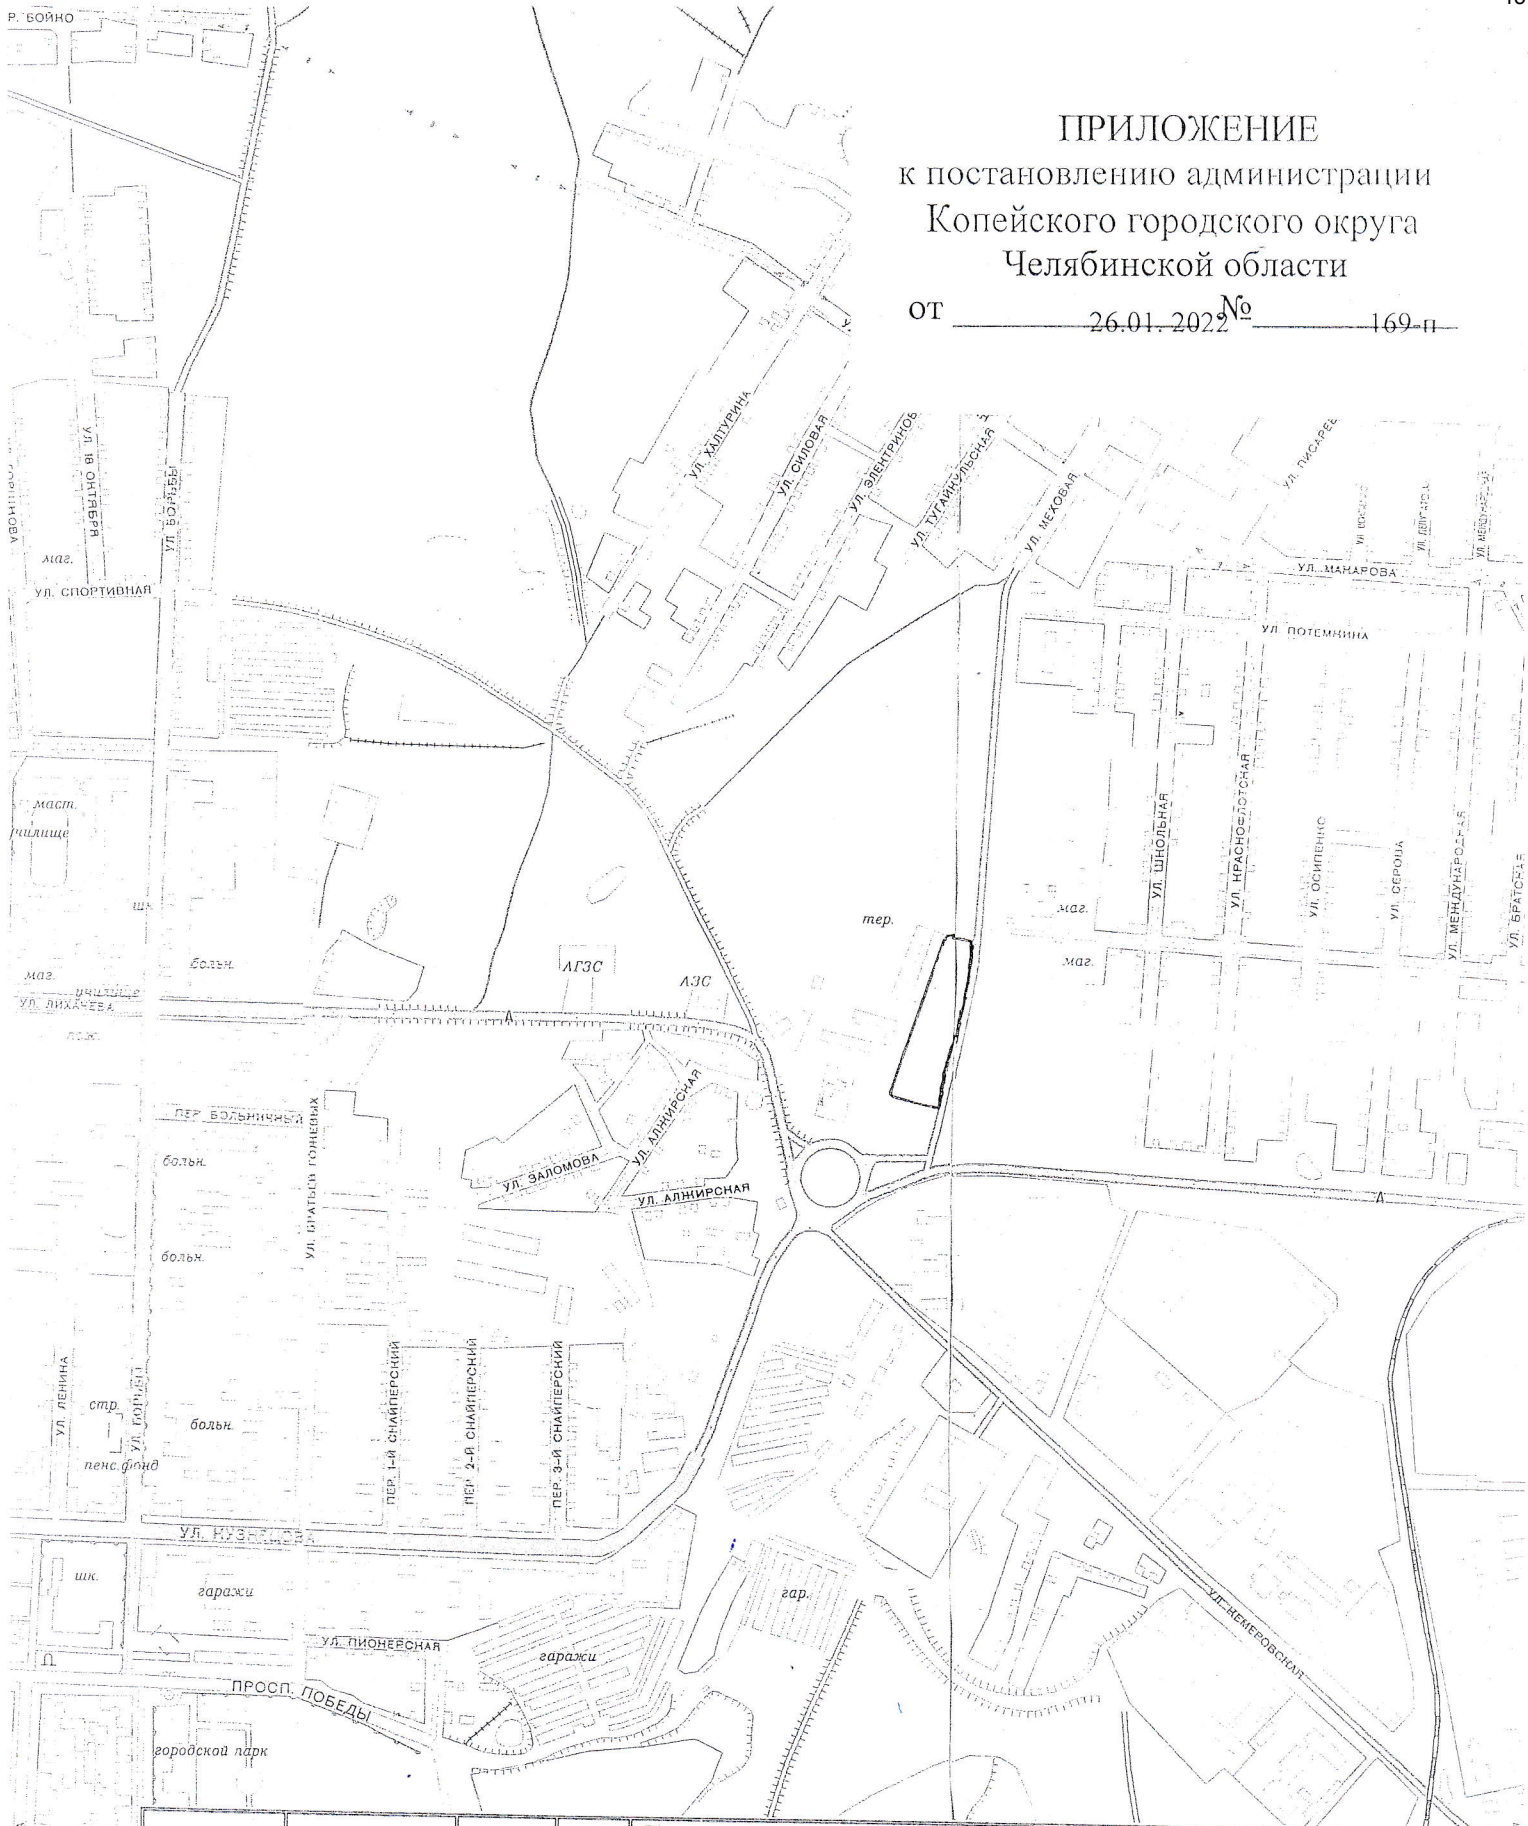 Р. БОЙКО
ПРИЛОЖЕНИЕ
к постановлению администрации
Копейского городского округа
Челябинской области
от 26.01. 2022 № 169-п
УЛ. 18 ОКТЯБРЯ
УЛ. БОРЬБЫ
УЛ. ХАЛТУРИНА
УЛ. СИЛОВАЯ
УЛ. ТУГАЙКУЛЬСКАЯ
УЛ. МЕХОВАЯ
маг.
УЛ. СПОРТИВНАЯ
УЛ. МАКАРОВА
УЛ. ПОТЕМКИНА
маст.
УЛ. ШКОЛЬНАЯ
УЛ. КРАСНОФЛОТСКАЯ
УЛ. ОСИПЕНКО
УЛ. СЕРОВА
УЛ. МЕЖДУНАРОДНАЯ
УЛ. БРАТСКАЯ
тер.
маг.
маг.
маг.
больн.
АГЗС
АЗС
училище
УЛ. ЛИХАЧЕВА
А
ПЕР. БОЛЬНИЧНЫЙ
УЛ. БРАТЬЕВ ГОЖЕВЫХ
больн.
УЛ. ЗАЛОМОВА
УЛ. АЛЖИРСКАЯ
УЛ. АЛЖИРСКАЯ
А
больн.
УЛ. ЛЕНИНА
стр.
УЛ. БОРЬБЫ
больн.
пенс.фонд
ПЕР. 1-Й СНАЙПЕРСКИЙ
ПЕР. 2-Й СНАЙПЕРСКИЙ
ПЕР. 3-Й СНАЙПЕРСКИЙ
УЛ. КУЗНЕЦОВА
шк.
гаражи
гар.
УЛ. КЕМЕРОВСКАЯ
УЛ. ПИОНЕРСКАЯ
гаражи
П.
ПРОСП. ПОБЕДЫ
городской парк